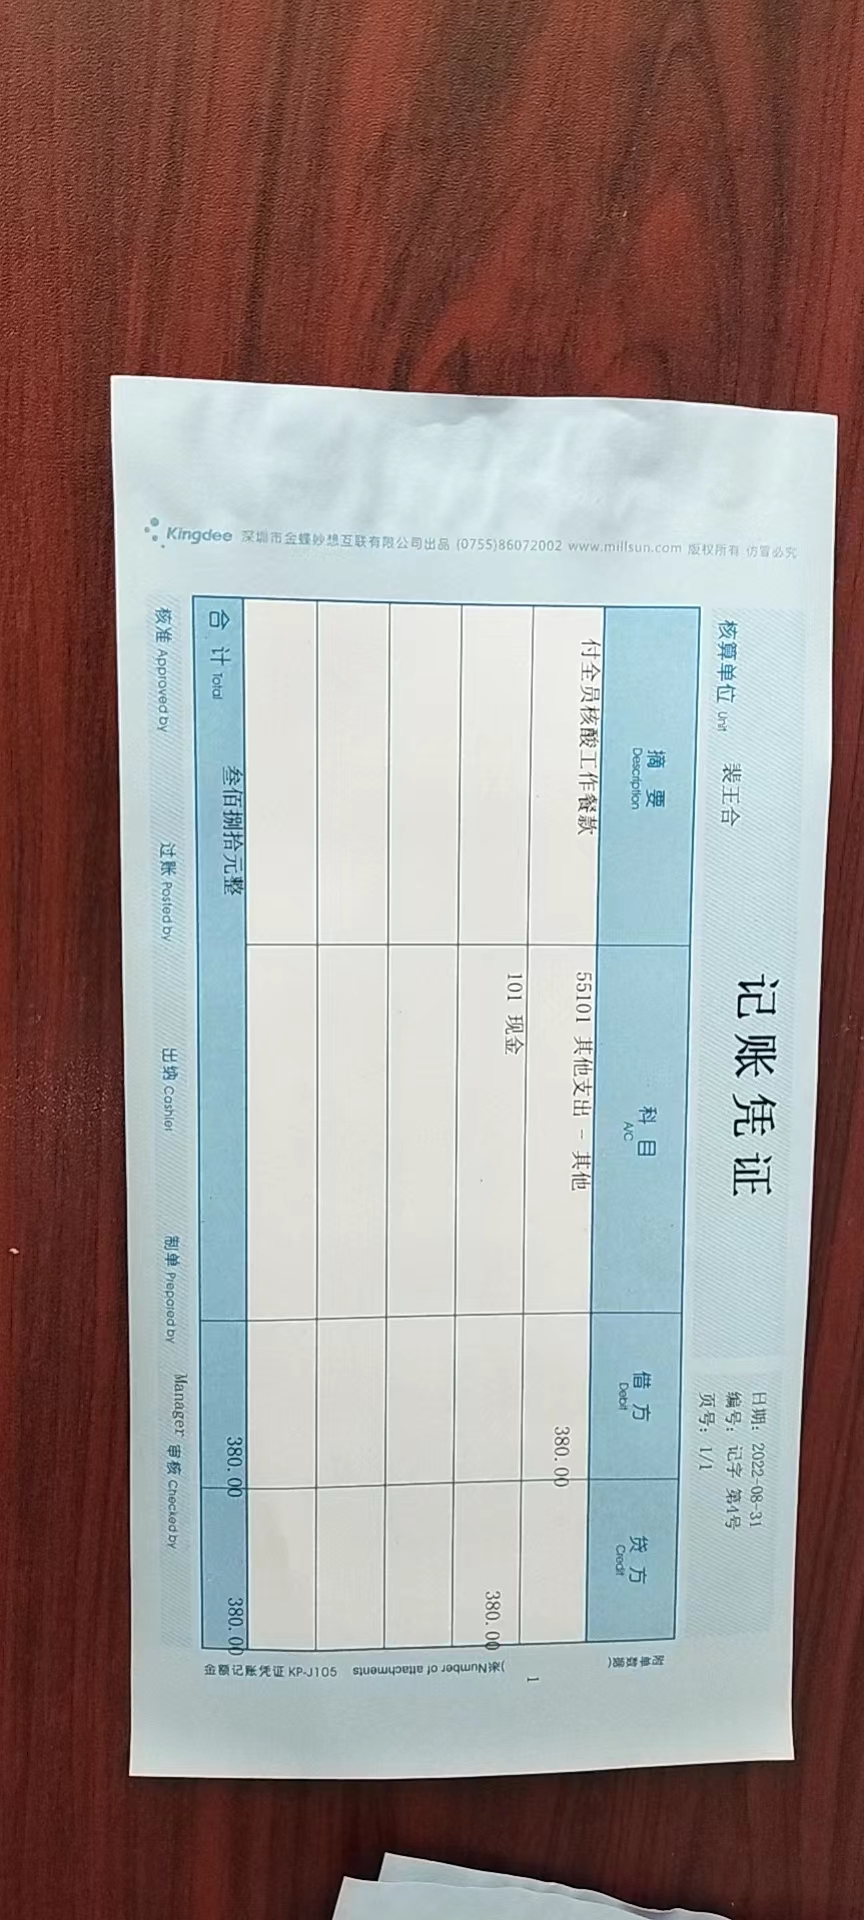 记账凭证
日期: 2022-08-31
编号: 记字 第4号
页号: 1/1
核算单位 Unit 裴王合
摘要 Description 科目 A/C 借方 Debit 贷方 Credit
付全员核酸工作餐款 55101 其他支出 - 其他 380.00
101 现金 380.00
合计 Total 叁佰捌拾元整 380.00 380.00
附单数据(
1
)张 Number of attachments
金额记账凭证 KP-J105
核准 Approved by 过账 Posted by 出纳 Cashier 制单 Prepared by Manager 审核 Checked by
Kingdee 深圳市金蝶妙想互联有限公司出品 (0755)86072002 www.millsun.com 版权所有 仿冒必究